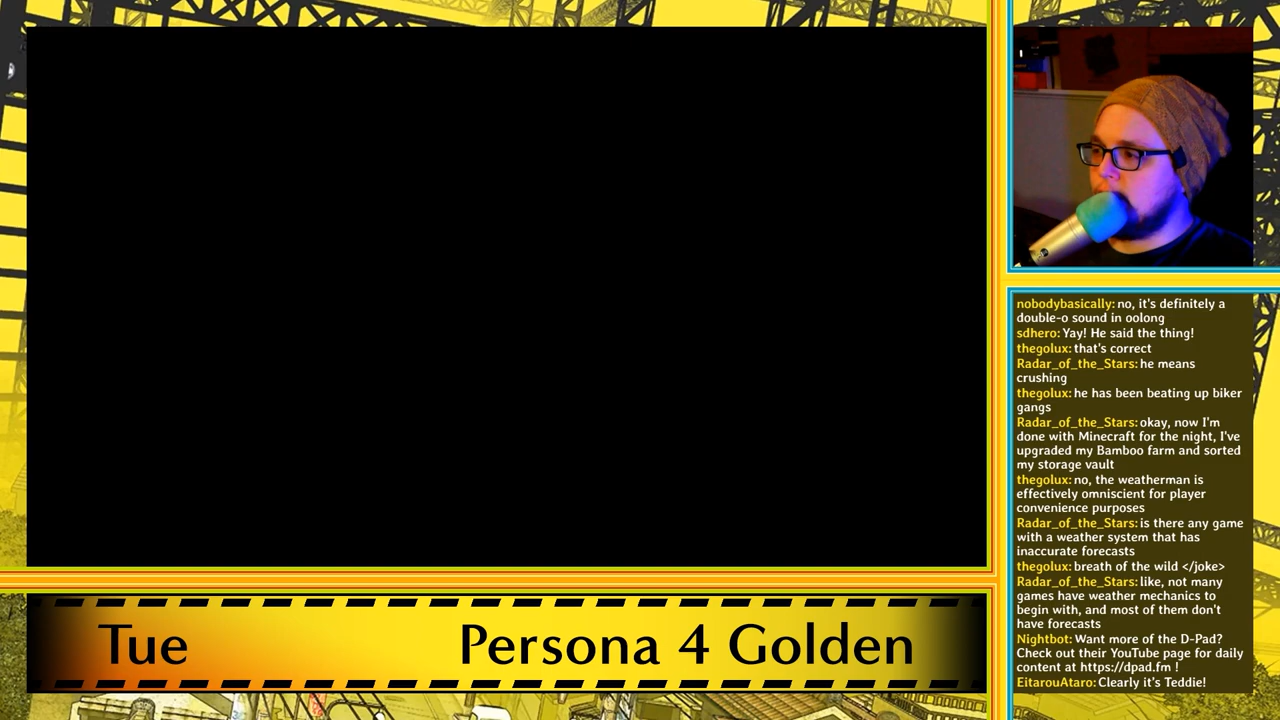 nobodybasically: no, it's definitely a
double-o sound in oolong
sdhero: Yay! He said the thing!
thegolux: that's correct
Radar_of_the_Stars: he means
crushing
thegolux: he has been beating up biker
gangs
Radar_of_the_Stars: okay, now I'm
done with Minecraft for the night, I've
upgraded my Bamboo farm and sorted
my storage vault
thegolux: no, the weatherman is
effectively omniscient for player
convenience purposes
Radar_of_the_Stars: is there any game
with a weather system that has
inaccurate forecasts
thegolux: breath of the wild </joke>
Radar_of_the_Stars: like, not many
games have weather mechanics to
begin with, and most of them don't
have forecasts
Nightbot: Want more of the D-Pad?
Check out their YouTube page for daily
content at https://dpad.fm !
EitarouAtaro: Clearly it's Teddie!
Tue
Persona 4 Golden